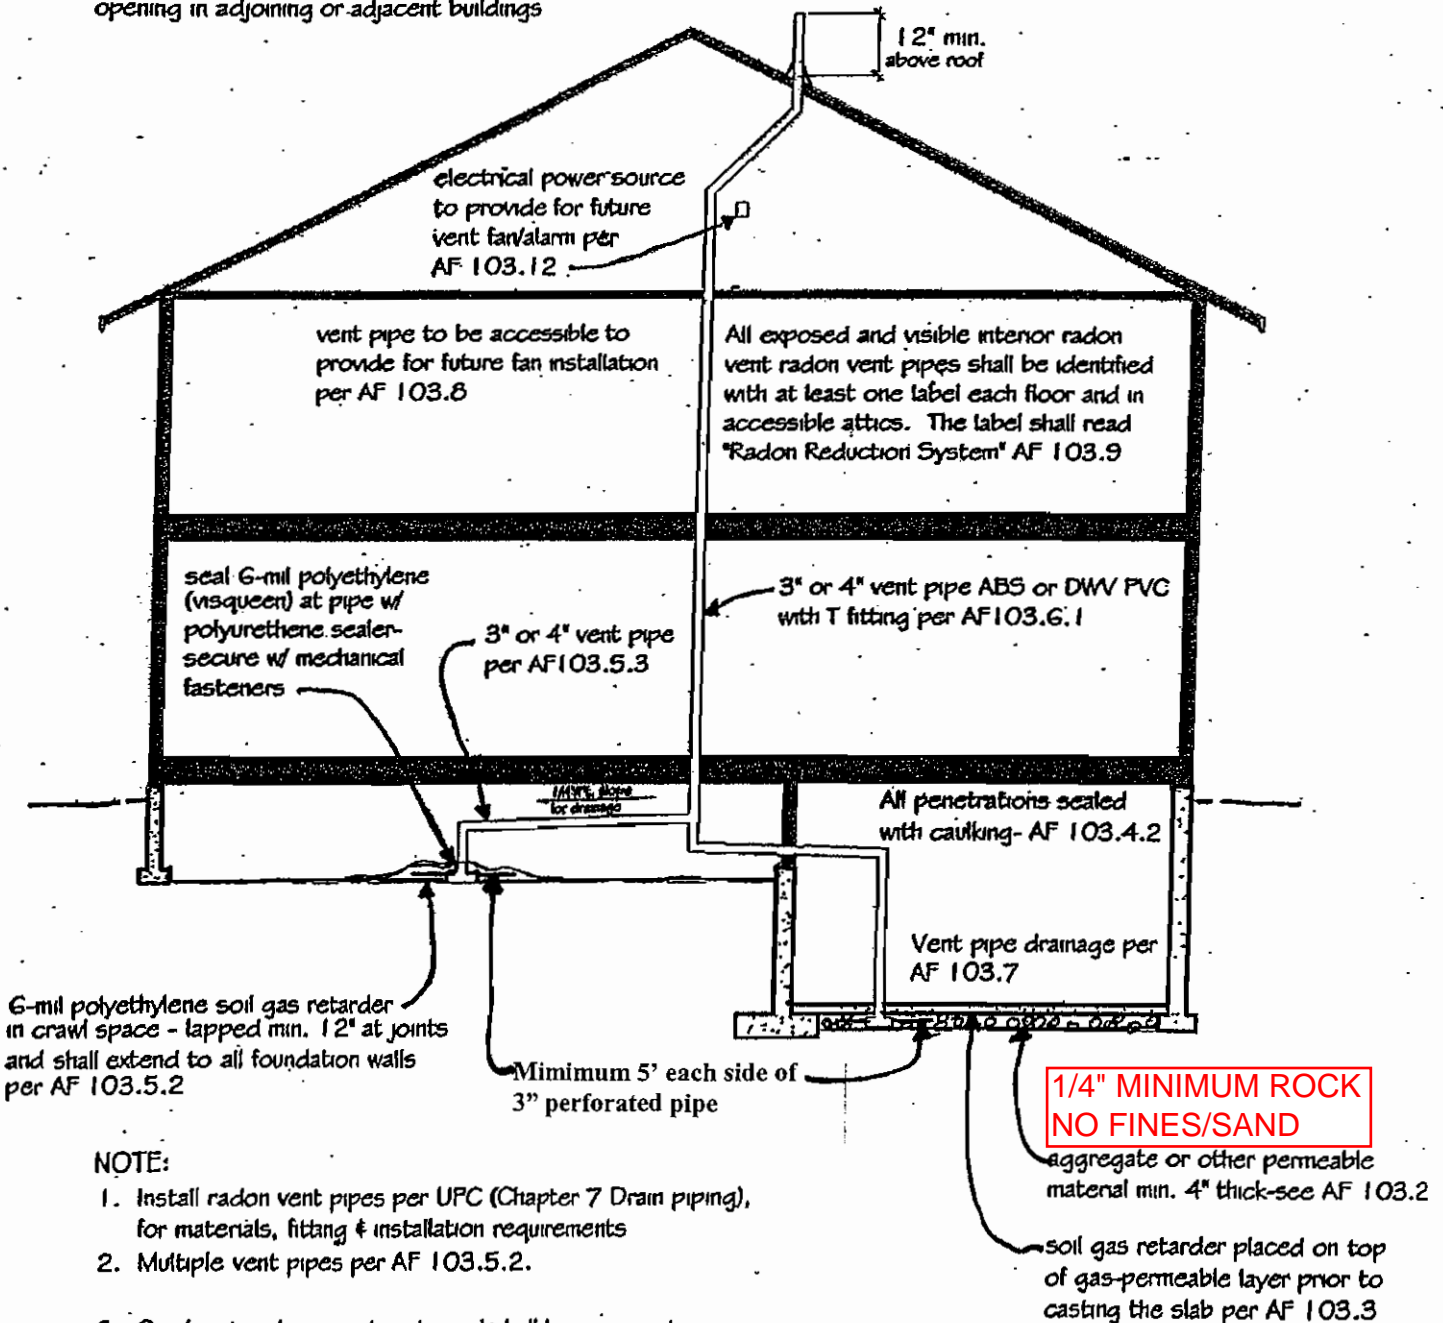 opening in adjoining or adjacent buildings
12" min.
above roof
electrical power source
to provide for future
vent fan/alarm per
AF 103.12
vent pipe to be accessible to
provide for future fan installation
per AF 103.8
All exposed and visible interior radon
vent radon vent pipes shall be identified
with at least one label each floor and in
accessible attics. The label shall read
"Radon Reduction System" AF 103.9
seal 6-mil polyethylene
(visqueen) at pipe w/
polyurethene sealer-
secure w/ mechanical
fasteners
3" or 4" vent pipe
per AF103.5.3
3" or 4" vent pipe ABS or DWV PVC
with T fitting per AF103.6.1
slope
for drainage
All penetrations sealed
with caulking- AF 103.4.2
Vent pipe drainage per
AF 103.7
6-mil polyethylene soil gas retarder
in crawl space - lapped min. 12" at joints
and shall extend to all foundation walls
per AF 103.5.2
Mimimum 5' each side of
3" perforated pipe
1/4" MINIMUM ROCK
NO FINES/SAND
aggregate or other permeable
material min. 4" thick-see AF 103.2
soil gas retarder placed on top
of gas-permeable layer prior to
casting the slab per AF 103.3
NOTE:
1. Install radon vent pipes per UPC (Chapter 7 Drain piping),
for materials, fitting & installation requirements
2. Multiple vent pipes per AF 103.5.2.